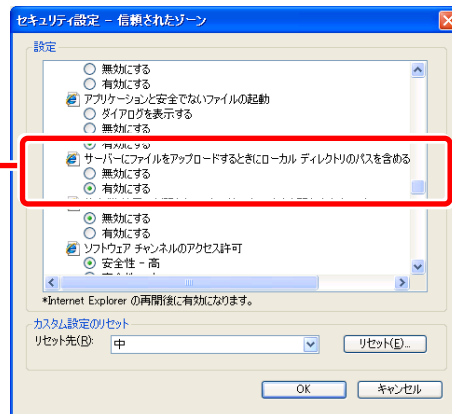 セキュリティ設定 - 信頼されたゾーン
設定
無効にする
有効にする
アプリケーションと安全でないファイルの起動
ダイアログを表示する
無効にする
有効にする
サーバーにファイルをアップロードするときにローカル ディレクトリのパスを含める
無効にする
有効にする
無効にする
有効にする
ソフトウェア チャンネルのアクセス許可
安全性 - 高
*Internet Explorer の再開後に有効になります。
カスタム設定のリセット
リセット先(R):
中
リセット(E)...
OK
キャンセル